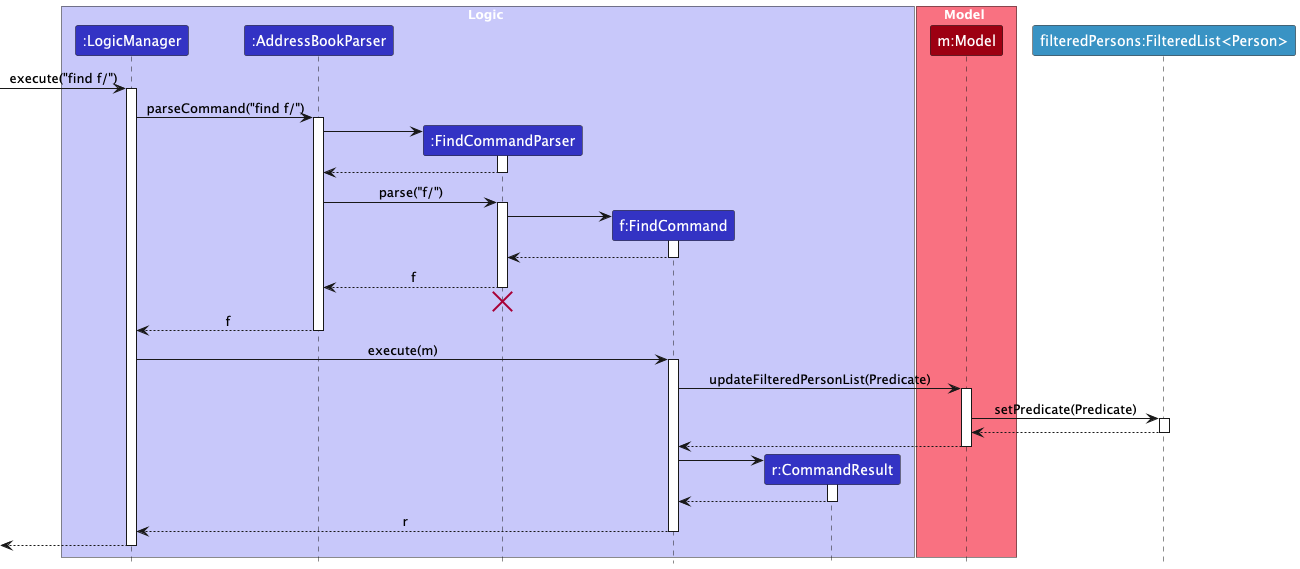 Logic
Model
:LogicManager
:AddressBookParser
m:Model
filteredPersons:FilteredList<Person>
execute("find f/")
parseCommand("find f/")
:FindCommandParser
parse("f/")
f:FindCommand
f
f
execute(m)
updateFilteredPersonList(Predicate)
setPredicate(Predicate)
r:CommandResult
r